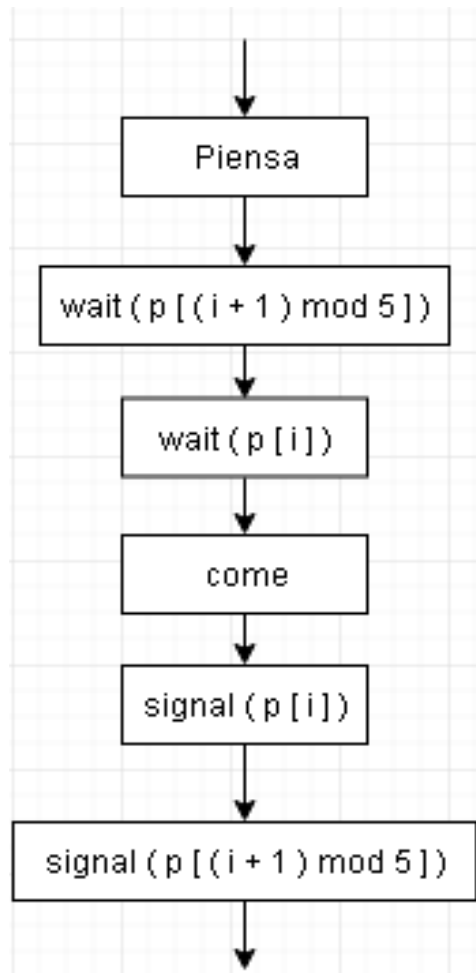 Piensa
wait ( p [ ( i + 1 ) mod 5 ] )
wait ( p [ i ] )
come
signal ( p [ i ] )
signal ( p [ ( i + 1 ) mod 5 ] )